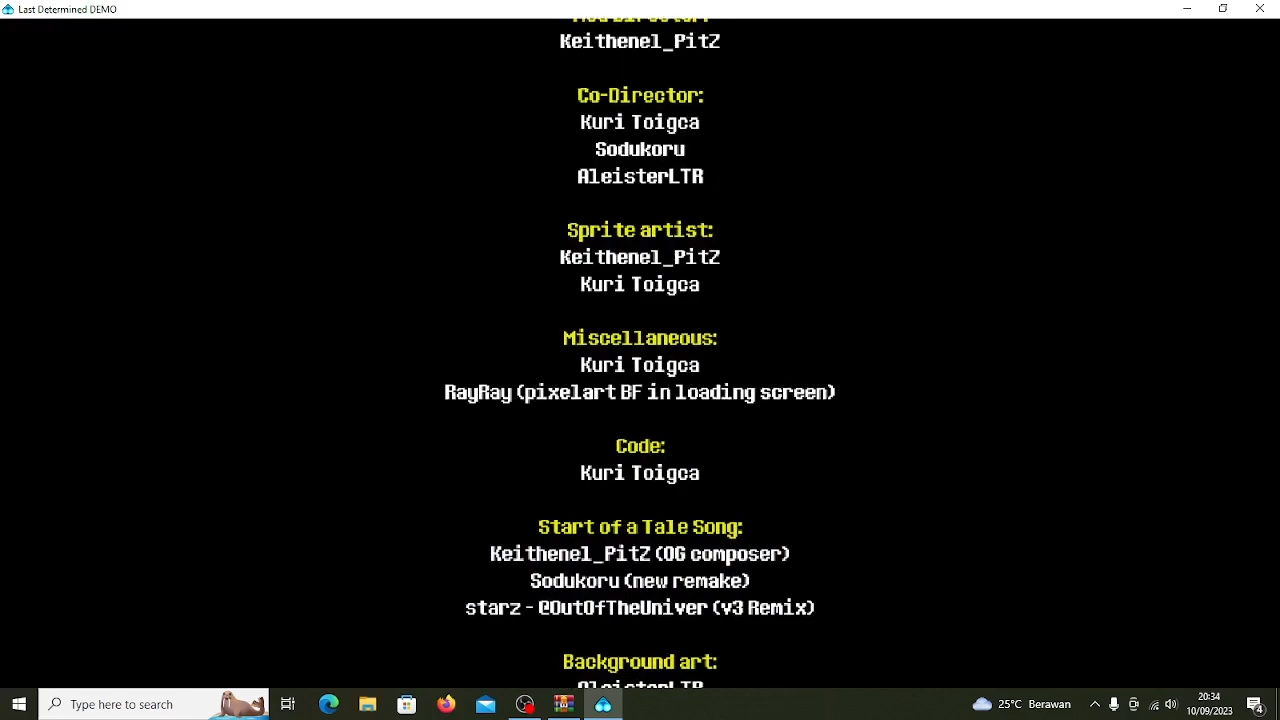 Last Determined DEMO
Keithenel_PitZ
Co-Director:
Kuri Toigca
Sodukoru
AleisterLTR
Sprite artist:
Keithenel_PitZ
Kuri Toigca
Miscellaneous:
Kuri Toigca
RayRay (pixelart BF in loading screen)
Code:
Kuri Toigca
Start of a Tale Song:
Keithenel_PitZ (OG composer)
Sodukoru (new remake)
starz - @OutOfTheUniver (v3 Remix)
Background art:
AleisterLTR
Type here to search
25°C Berawan
20:34
10/09/2023
4